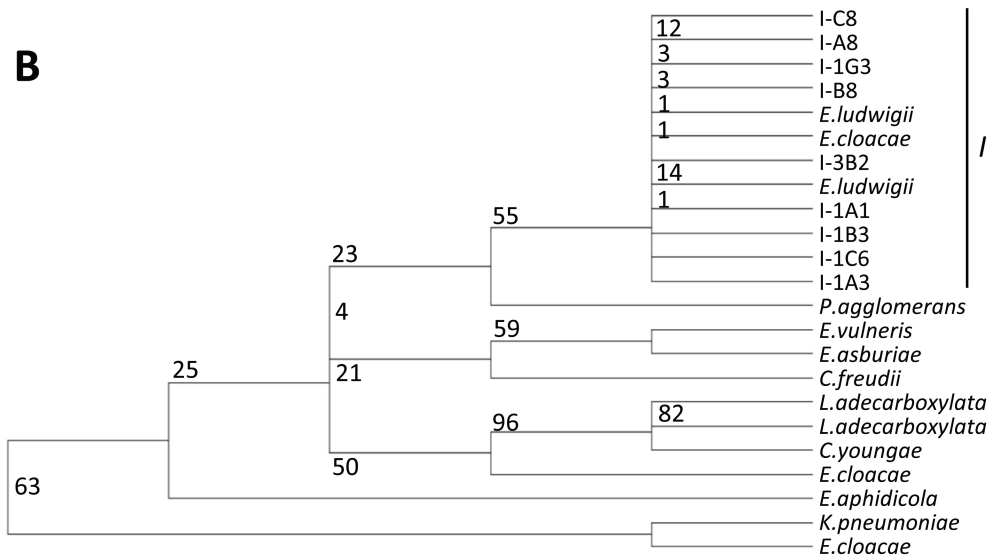 B
I-C8
12
I-A8
3
I-1G3
3
I-B8
1
E.ludwigii
1
E.cloacae
I
I-3B2
14
E.ludwigii
1
I-1A1
55
I-1B3
23
I-1C6
I-1A3
4
P.agglomerans
59
E.vulneris
E.asburiae
25
21
C.freudii
L.adecarboxylata
82
96
L.adecarboxylata
C.youngae
50
E.cloacae
63
E.aphidicola
K.pneumoniae
E.cloacae